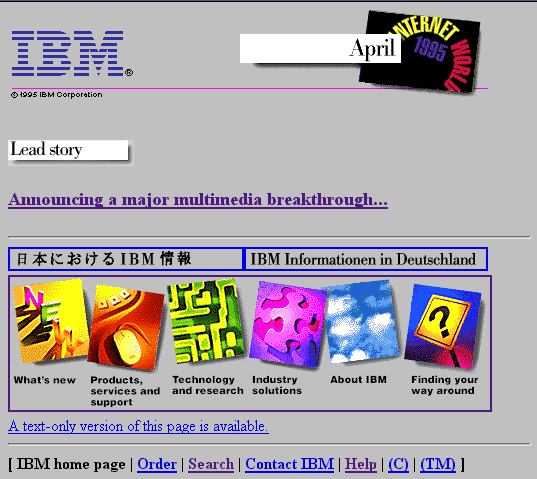 IBM®
April
INTERNET WORLD 1995
© 1995 IBM Corporation
Lead story
Announcing a major multimedia breakthrough...
日本における IBM 情報
IBM Informationen in Deutschland
NEW
?
What's new
Products,
services and
support
Technology
and research
Industry
solutions
About IBM
Finding your
way around
A text-only version of this page is available.
[ IBM home page | Order | Search | Contact IBM | Help | (C) | (TM) ]